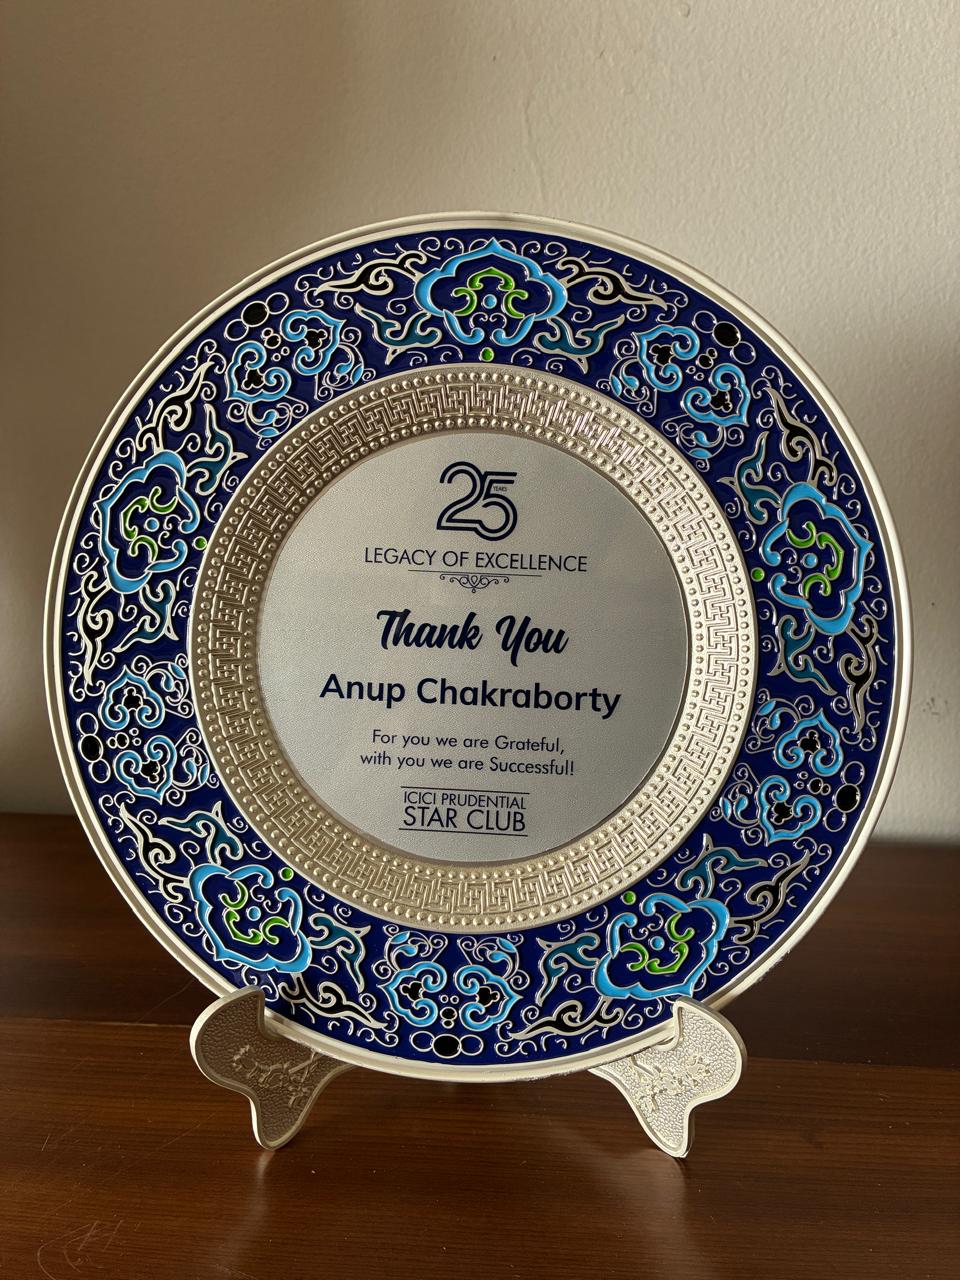 25 YEARS
LEGACY OF EXCELLENCE
Thank You
Anup Chakraborty
For you we are Grateful,
with you we are Successful!
ICICI PRUDENTIAL
STAR CLUB